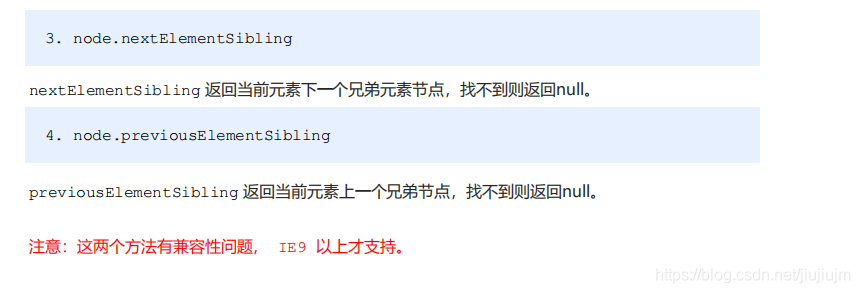 3. node.nextElementSibling
nextElementSibling 返回当前元素下一个兄弟元素节点，找不到则返回null。
4. node.previousElementSibling
previousElementSibling 返回当前元素上一个兄弟节点，找不到则返回null。
注意：这两个方法有兼容性问题， IE9 以上才支持。
https://blog.csdn.net/jiujiujm